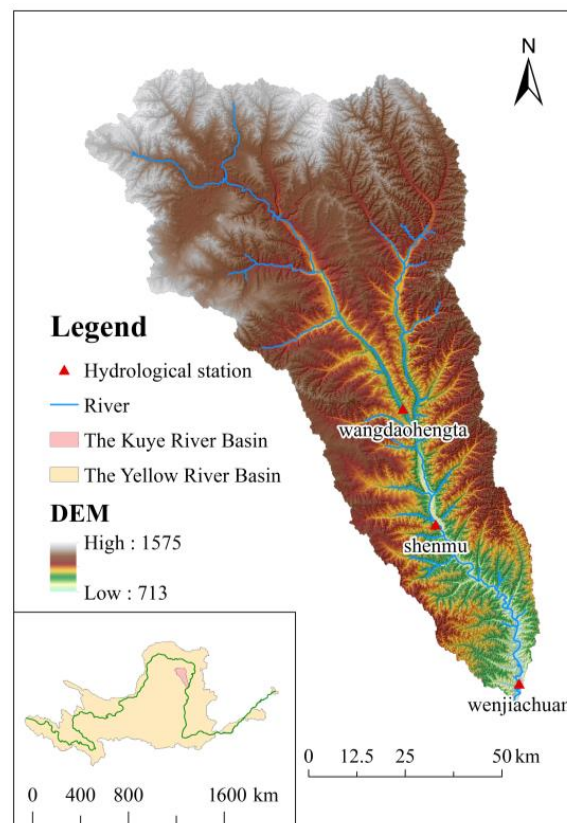 N
Legend
Hydrological station
River
The Kuye River Basin
The Yellow River Basin
DEM
High : 1575
Low : 713
wangdaohengta
shenmu
wenjiachuan
0 12.5 25 50 km
0 400 800 1600 km